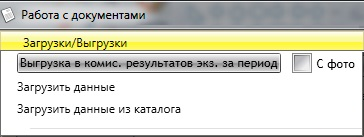 Работа с документами
Загрузки/Выгрузки
Выгрузка в комис. результатов экз. за период С фото
Загрузить данные
Загрузить данные из каталога